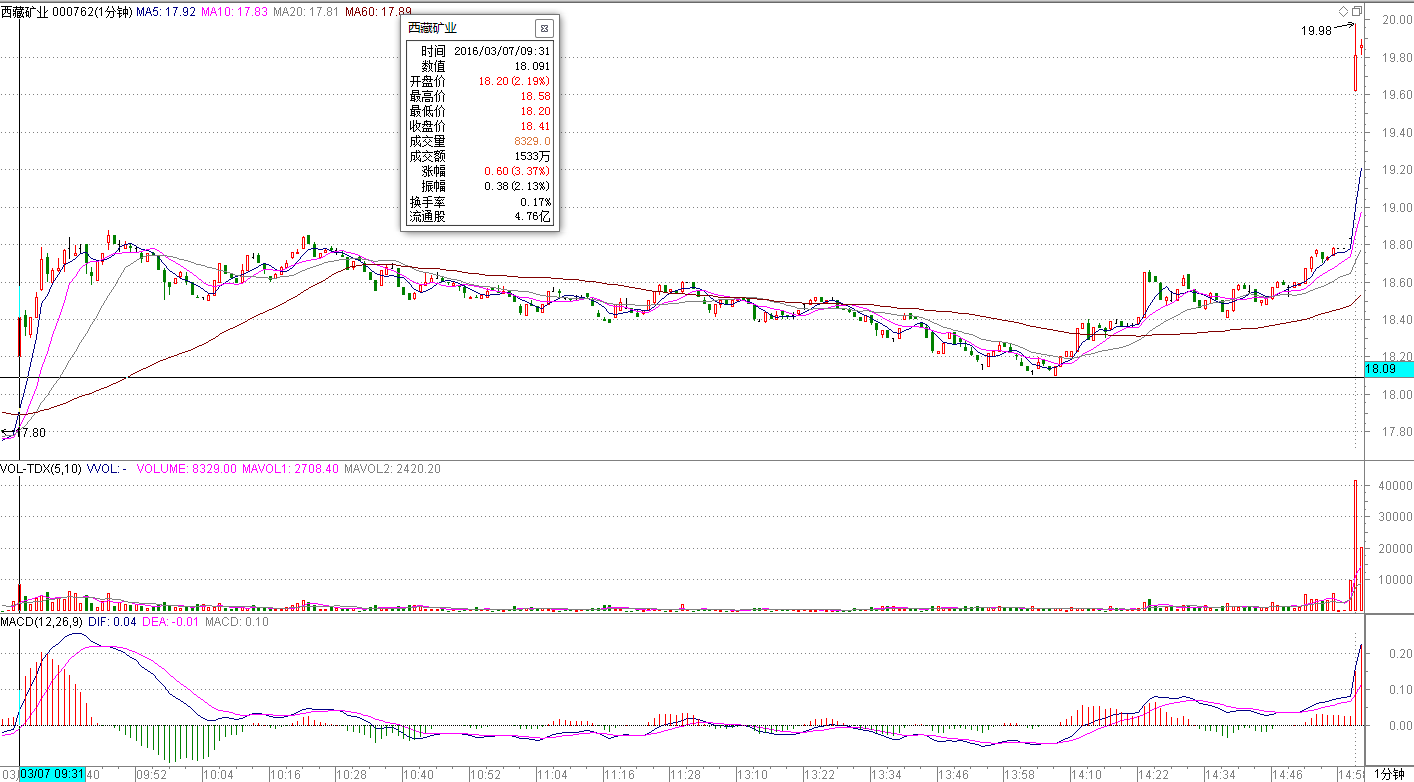 西藏矿业 000762(1分钟) MA5: 17.92 MA10: 17.83 MA20: 17.81 MA60: 17.89
西藏矿业
时间 2016/03/07/09:31
数值 18.091
开盘价 18.20(2.19%)
最高价 18.58
最低价 18.20
收盘价 18.41
成交量 8329.0
成交额 1533万
涨幅 0.60(3.37%)
振幅 0.38(2.13%)
换手率 0.17%
流通股 4.76亿
19.98
20.00
19.80
19.60
19.40
19.20
19.00
18.80
18.60
18.40
18.20
18.09
18.00
17.80
17.80
VOL-TDX(5,10) VVOL: - VOLUME: 8329.00 MAVOL1: 2708.40 MAVOL2: 2420.20
40000
30000
20000
10000
MACD(12,26,9) DIF: 0.04 DEA: -0.01 MACD: 0.10
0.20
0.10
0.00
03/ 03/07 09:31 40 09:52 10:04 10:16 10:28 10:40 10:52 11:04 11:16 11:28 13:10 13:22 13:34 13:46 13:58 14:10 14:22 14:34 14:46 14:58 1分钟